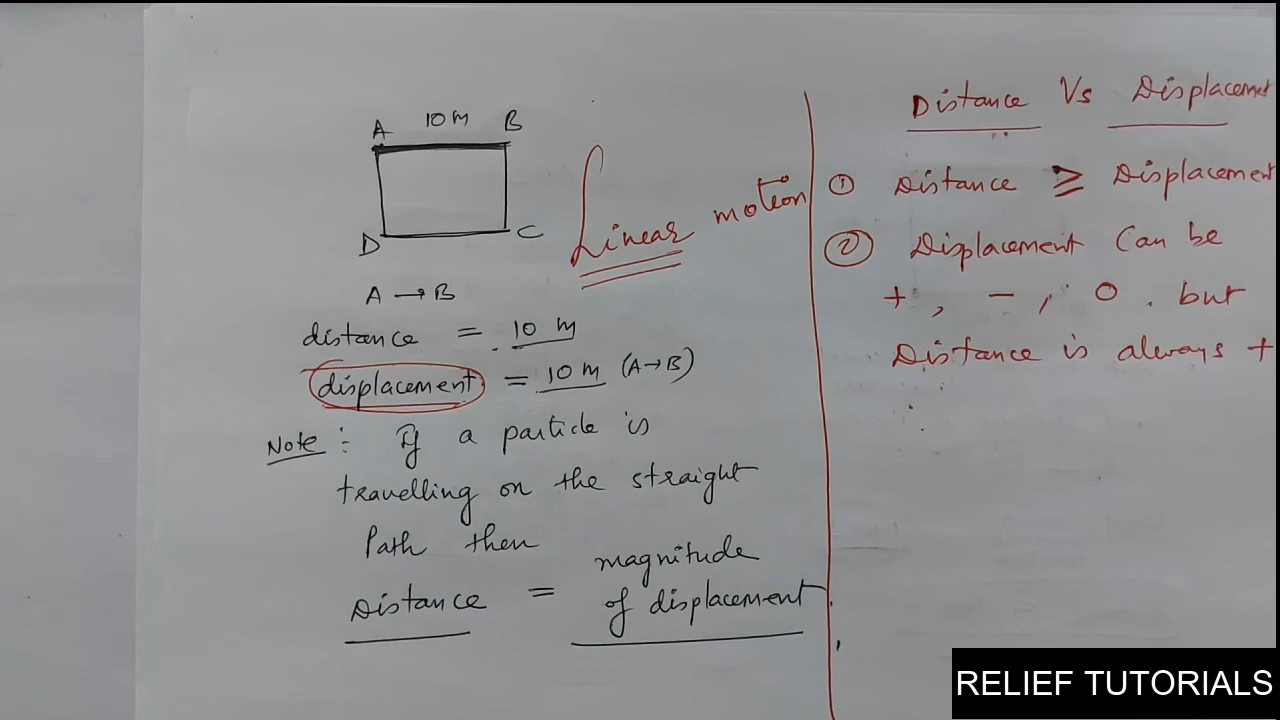 A 10 M B
D C
A → B
distance = 10 m
displacement = 10 m (A→B)
Note : If a particle is
travelling on the straight
Path then
Distance = magnitude
of displacement
Linear motion
Distance Vs Displacement
① Distance ≥ Displacement
② Displacement Can be
+, -, 0. but
Distance is always +
RELIEF TUTORIALS